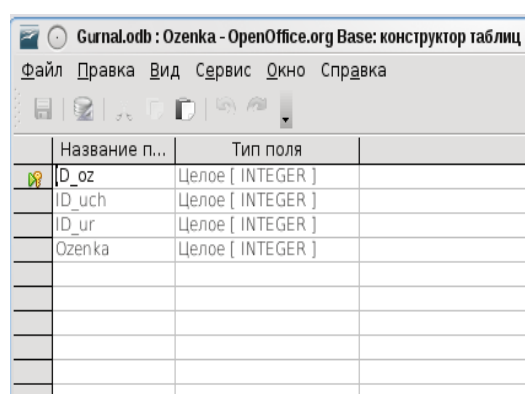 Gurnal.odb : Ozenka - OpenOffice.org Base: конструктор таблиц
Файл Правка Вид Сервис Окно Справка
Название п... Тип поля
ID_oz Целое [ INTEGER ]
ID_uch Целое [ INTEGER ]
ID_ur Целое [ INTEGER ]
Ozenka Целое [ INTEGER ]